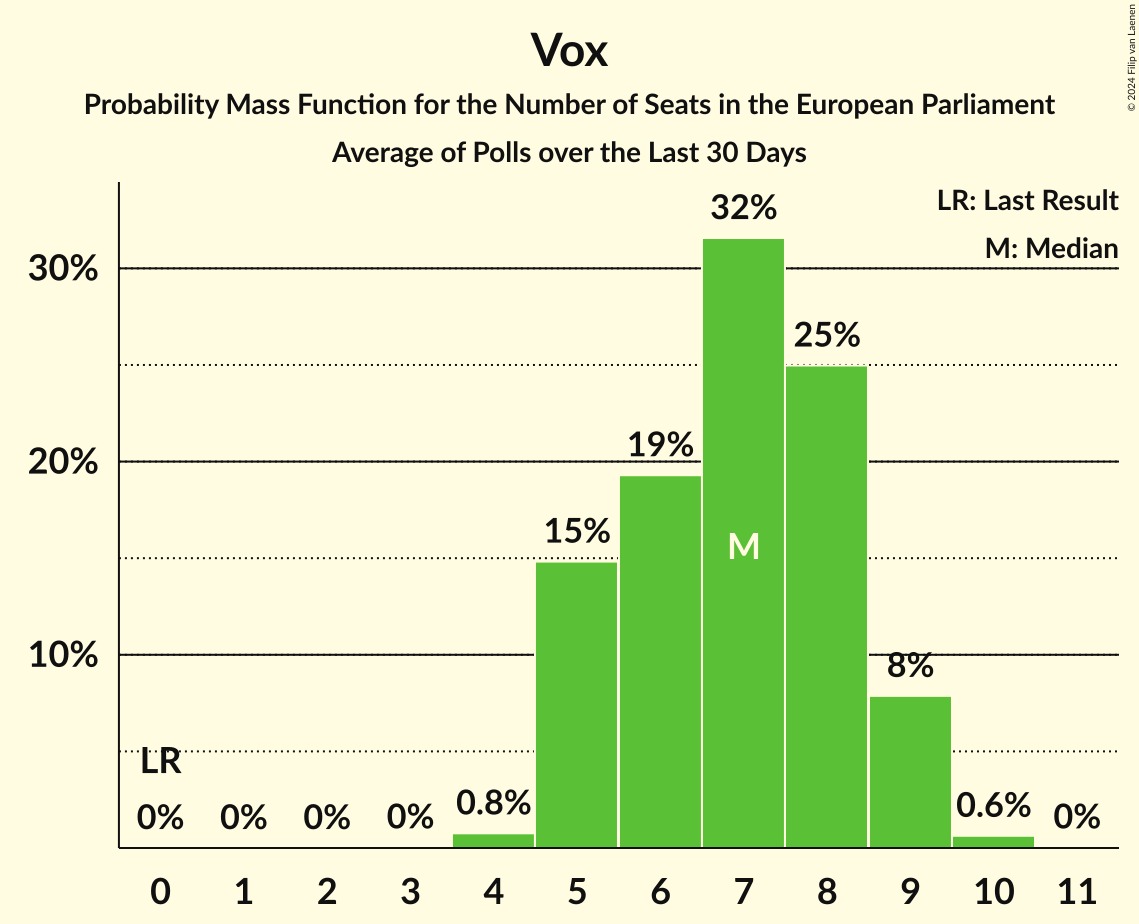 Vox
Probability Mass Function for the Number of Seats in the European Parliament
Average of Polls over the Last 30 Days
© 2024 Filip van Laenen
LR: Last Result
M: Median
30%
20%
10%
LR
0%
0%
0%
0%
0.8%
15%
19%
32%
M
25%
8%
0.6%
0%
0 1 2 3 4 5 6 7 8 9 10 11